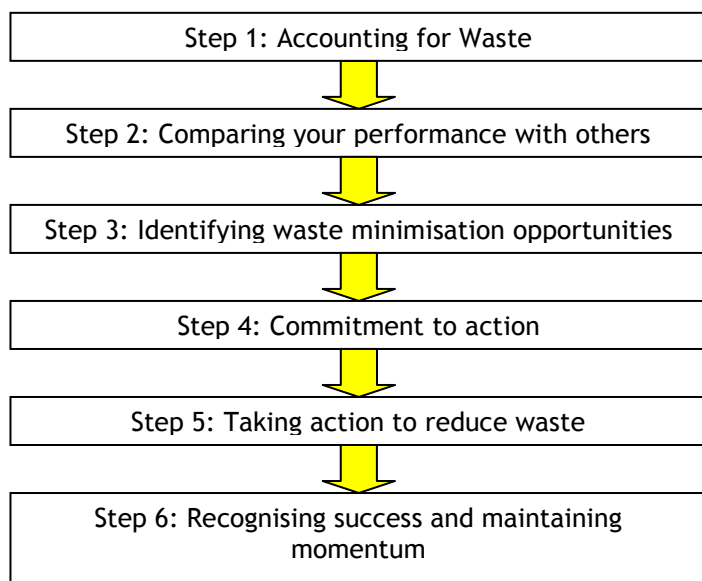 Step 1: Accounting for Waste
Step 2: Comparing your performance with others
Step 3: Identifying waste minimisation opportunities
Step 4: Commitment to action
Step 5: Taking action to reduce waste
Step 6: Recognising success and maintaining
momentum